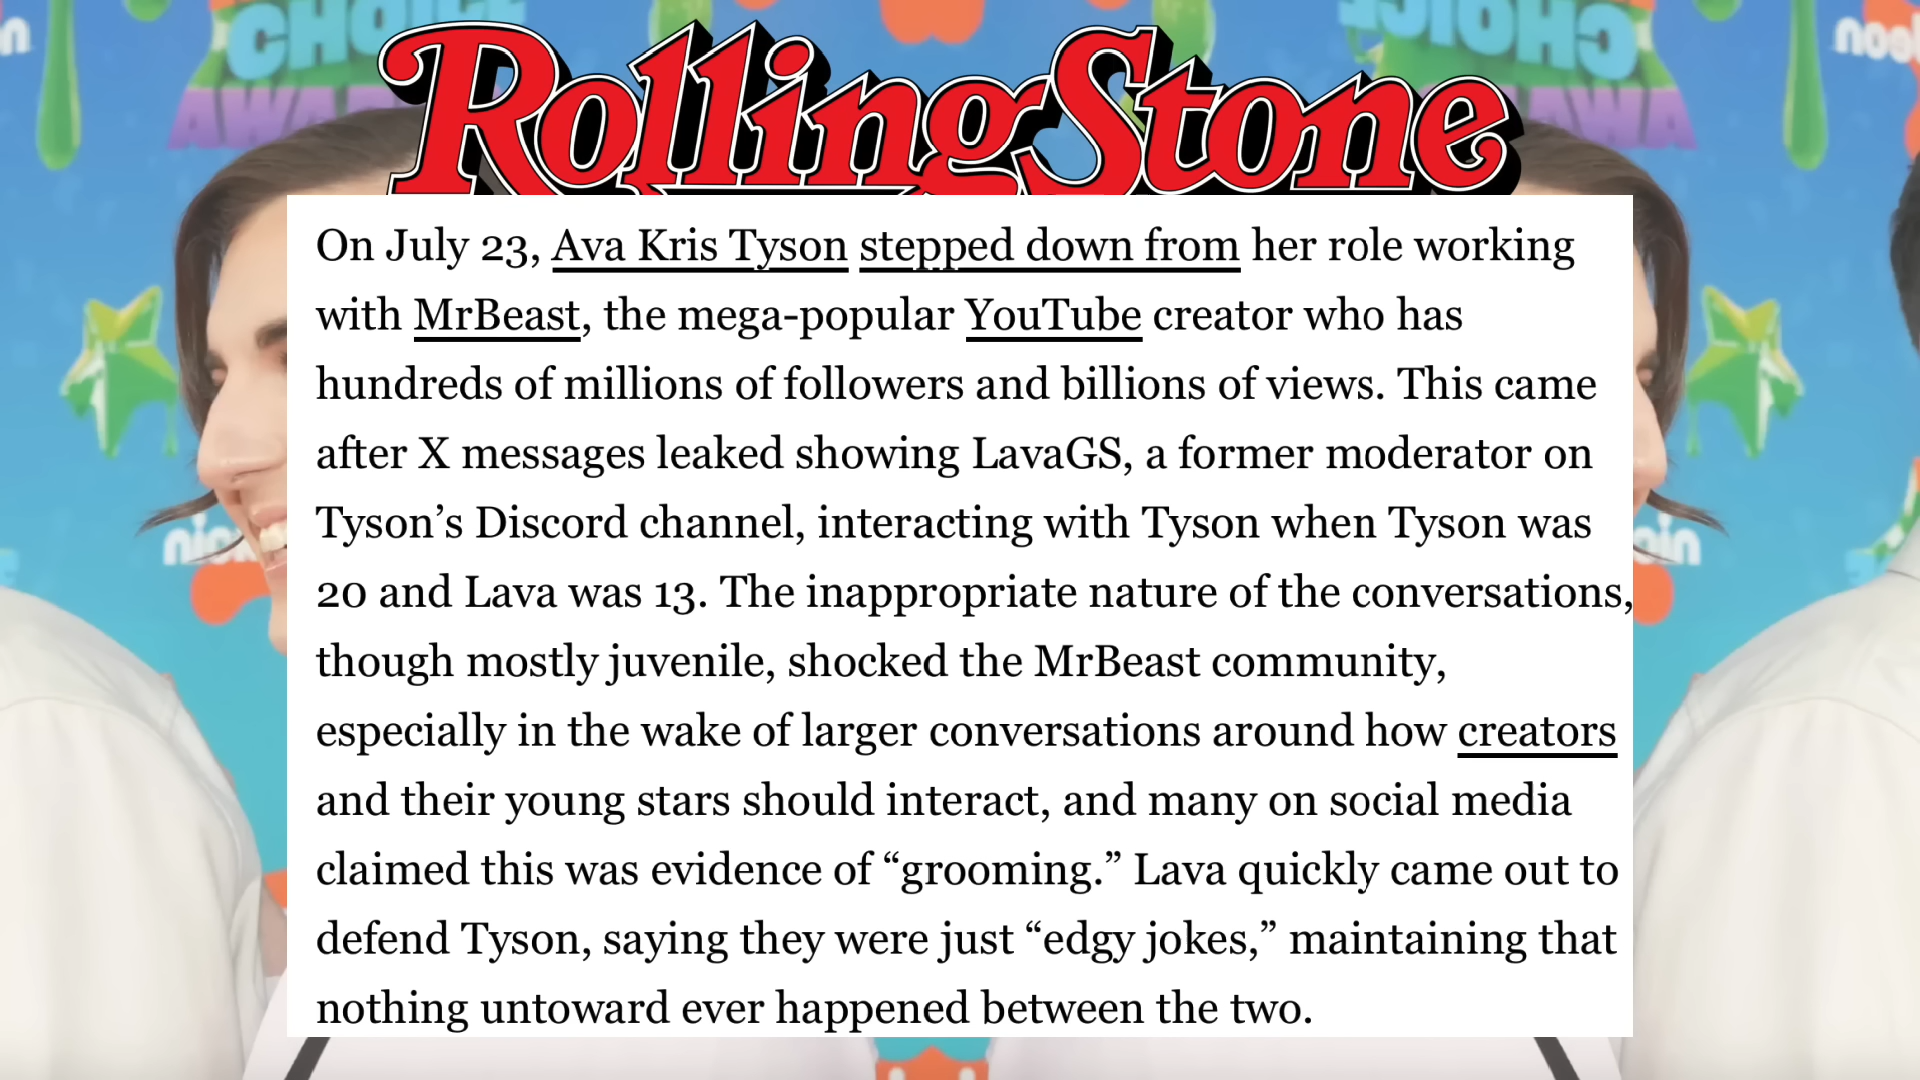 CHOICE
AWA
CHOICE
AWA
RollingStone
On July 23, Ava Kris Tyson stepped down from her role working
with MrBeast, the mega-popular YouTube creator who has
hundreds of millions of followers and billions of views. This came
after X messages leaked showing LavaGS, a former moderator on
Tyson’s Discord channel, interacting with Tyson when Tyson was
20 and Lava was 13. The inappropriate nature of the conversations,
though mostly juvenile, shocked the MrBeast community,
especially in the wake of larger conversations around how creators
and their young stars should interact, and many on social media
claimed this was evidence of “grooming.” Lava quickly came out to
defend Tyson, saying they were just “edgy jokes,” maintaining that
nothing untoward ever happened between the two.